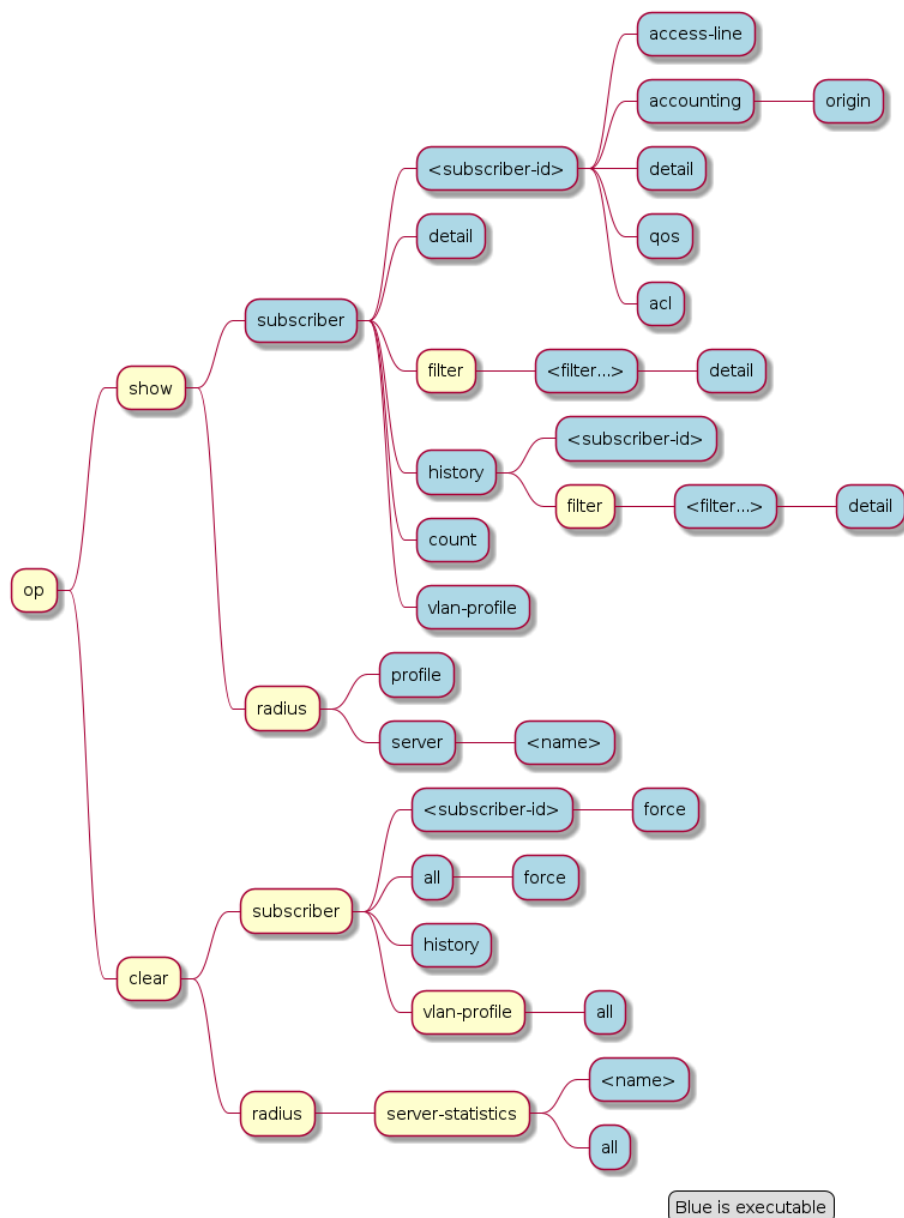 op
show
subscriber
<subscriber-id>
access-line
accounting
origin
detail
qos
acl
detail
filter
<filter...>
detail
history
<subscriber-id>
filter
<filter...>
detail
count
vlan-profile
radius
profile
server
<name>
clear
subscriber
<subscriber-id>
force
all
force
history
vlan-profile
all
radius
server-statistics
<name>
all
Blue is executable